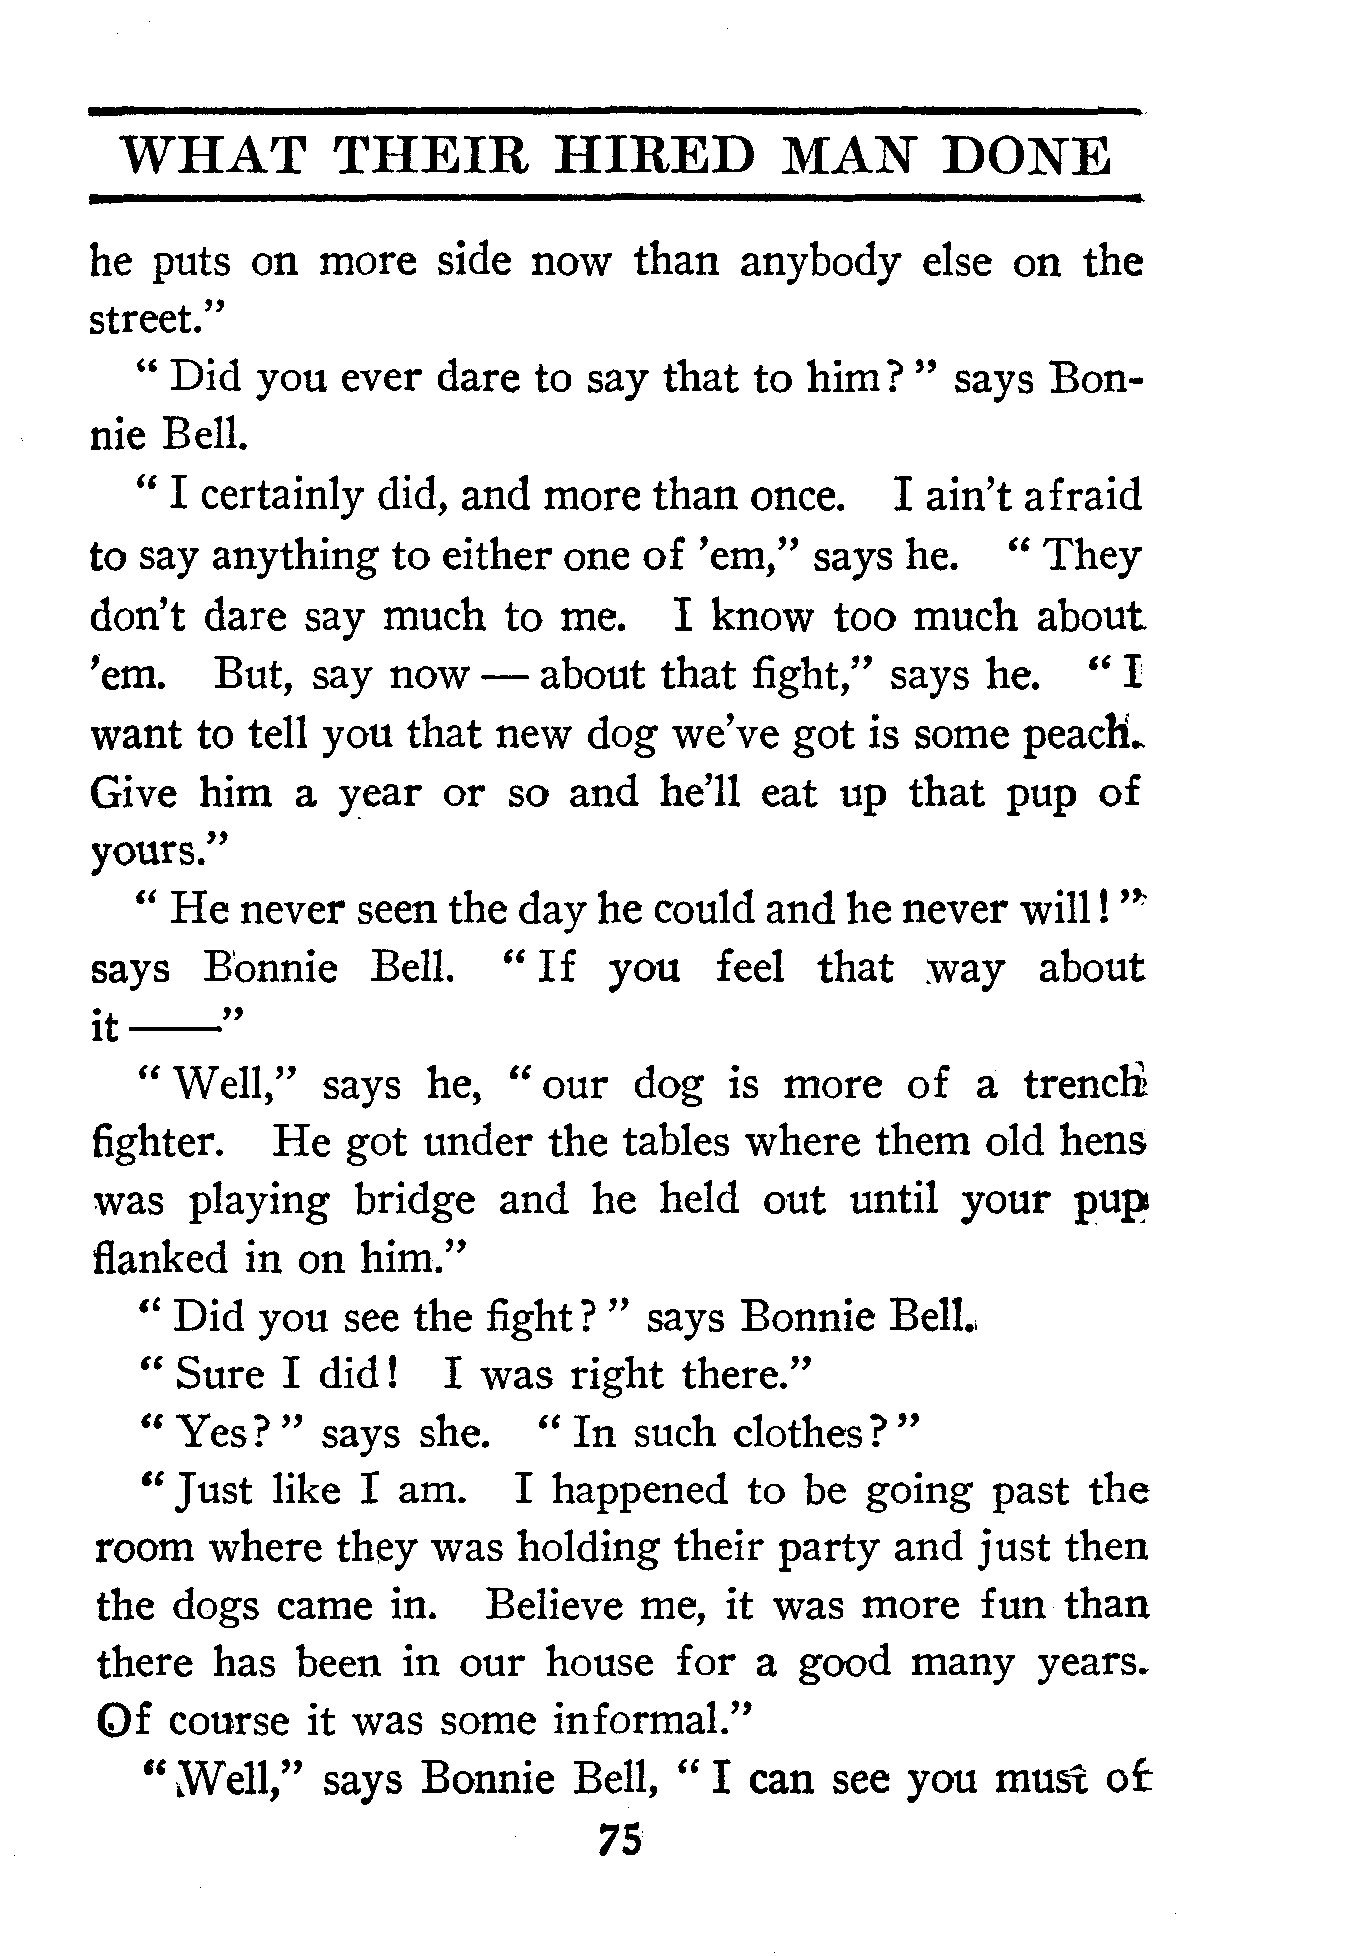 WHAT THEIR HIRED MAN DONE
he puts on more side now than anybody else on the
street."
" Did you ever dare to say that to him? " says Bon-
nie Bell.
" I certainly did, and more than once. I ain't afraid
to say anything to either one of 'em," says he. " They
don't dare say much to me. I know too much about
'em. But, say now — about that fight," says he. " I
want to tell you that new dog we've got is some peach.
Give him a year or so and he'll eat up that pup of
yours."
" He never seen the day he could and he never will! "
says Bonnie Bell. " If you feel that way about
it ——"
" Well," says he, " our dog is more of a trench
fighter. He got under the tables where them old hens
was playing bridge and he held out until your pup
flanked in on him."
" Did you see the fight? " says Bonnie Bell.
" Sure I did! I was right there."
" Yes? " says she. " In such clothes? "
" Just like I am. I happened to be going past the
room where they was holding their party and just then
the dogs came in. Believe me, it was more fun than
there has been in our house for a good many years.
Of course it was some informal."
" Well," says Bonnie Bell, " I can see you must of
75